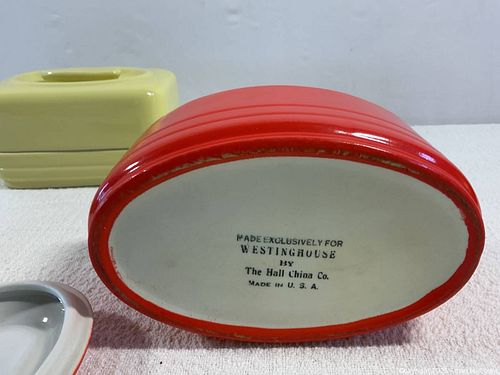 MADE EXCLUSIVELY FOR
WESTINGHOUSE
BY
The Hall China Co.
MADE IN U. S. A.